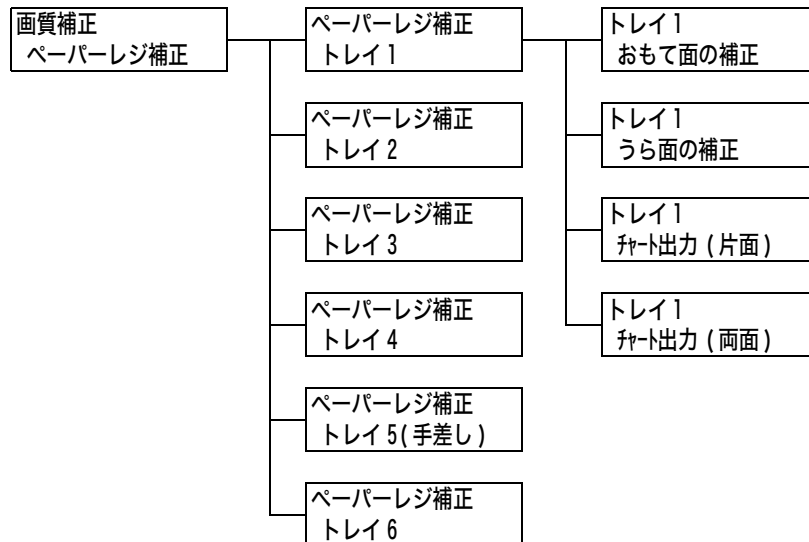 画質補正
ペーパーレジ補正
ペーパーレジ補正
トレイ1
ペーパーレジ補正
トレイ2
ペーパーレジ補正
トレイ3
ペーパーレジ補正
トレイ4
ペーパーレジ補正
トレイ5(手差し)
ペーパーレジ補正
トレイ6
トレイ1
おもて面の補正
トレイ1
うら面の補正
トレイ1
ﾁｬｰﾄ出力(片面)
トレイ1
ﾁｬｰﾄ出力(両面)